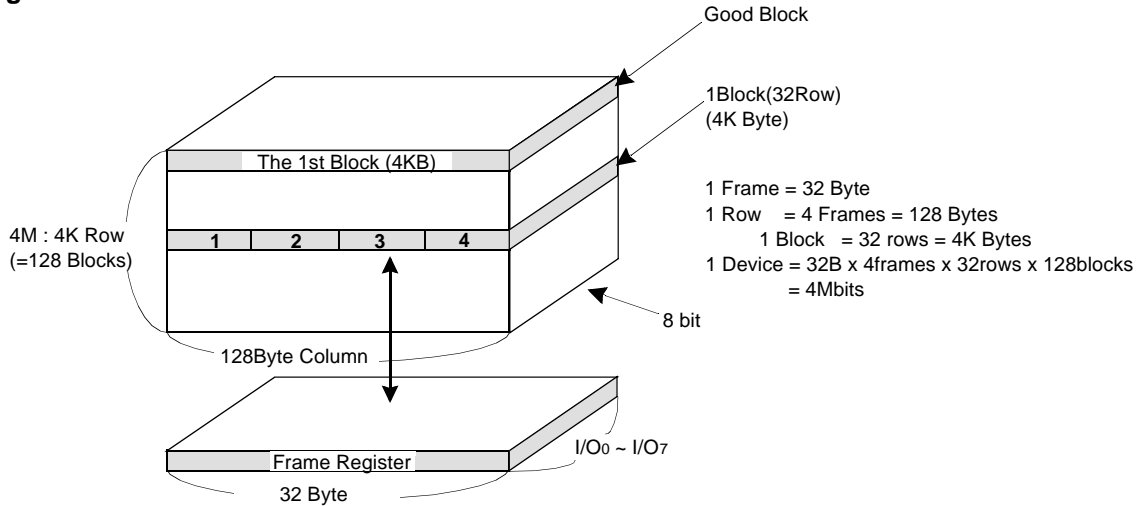 Good Block
1Block(32Row)
(4K Byte)
The 1st Block (4KB)
1 Frame = 32 Byte
1 Row = 4 Frames = 128 Bytes
1 Block = 32 rows = 4K Bytes
1 Device = 32B x 4frames x 32rows x 128blocks
= 4Mbits
4M : 4K Row
(=128 Blocks)
1 2 3 4
8 bit
128Byte Column
I/O0 ~ I/O7
Frame Register
32 Byte